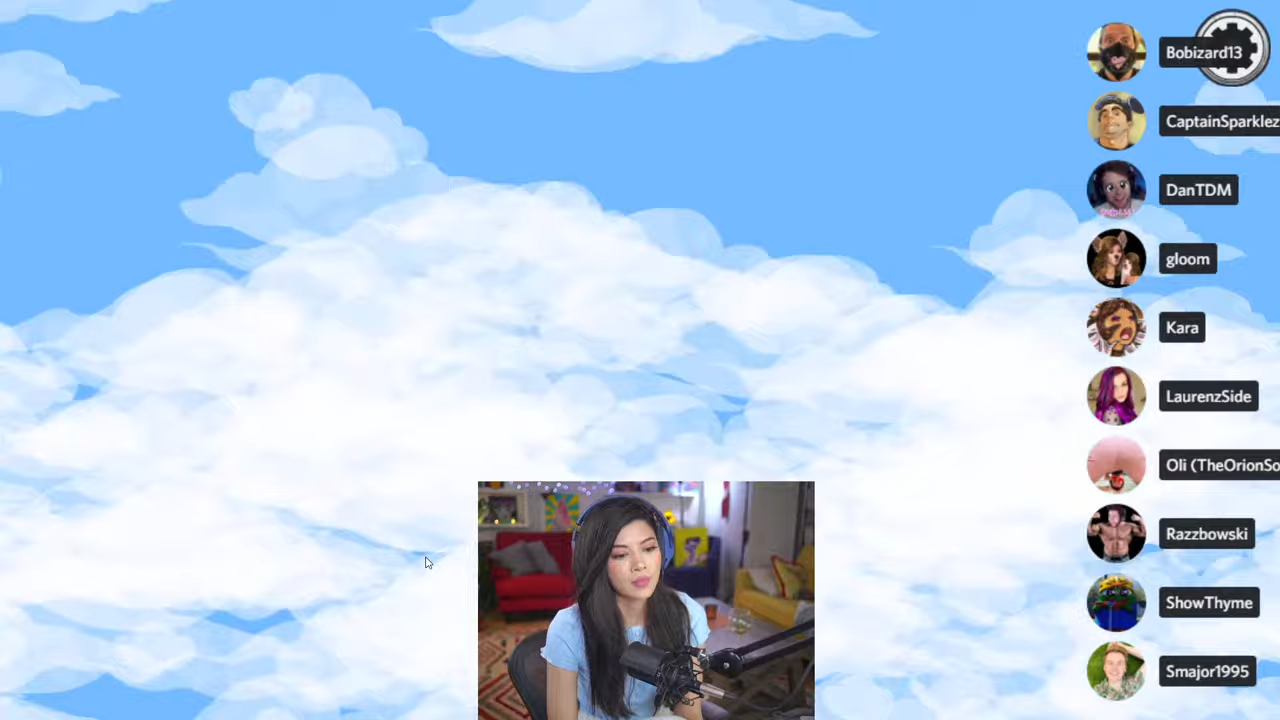 Bobizard13
CaptainSparklez
DanTDM
gloom
Kara
LaurenzSide
Oli (TheOrionSo
Razzbowski
ShowThyme
Smajor1995